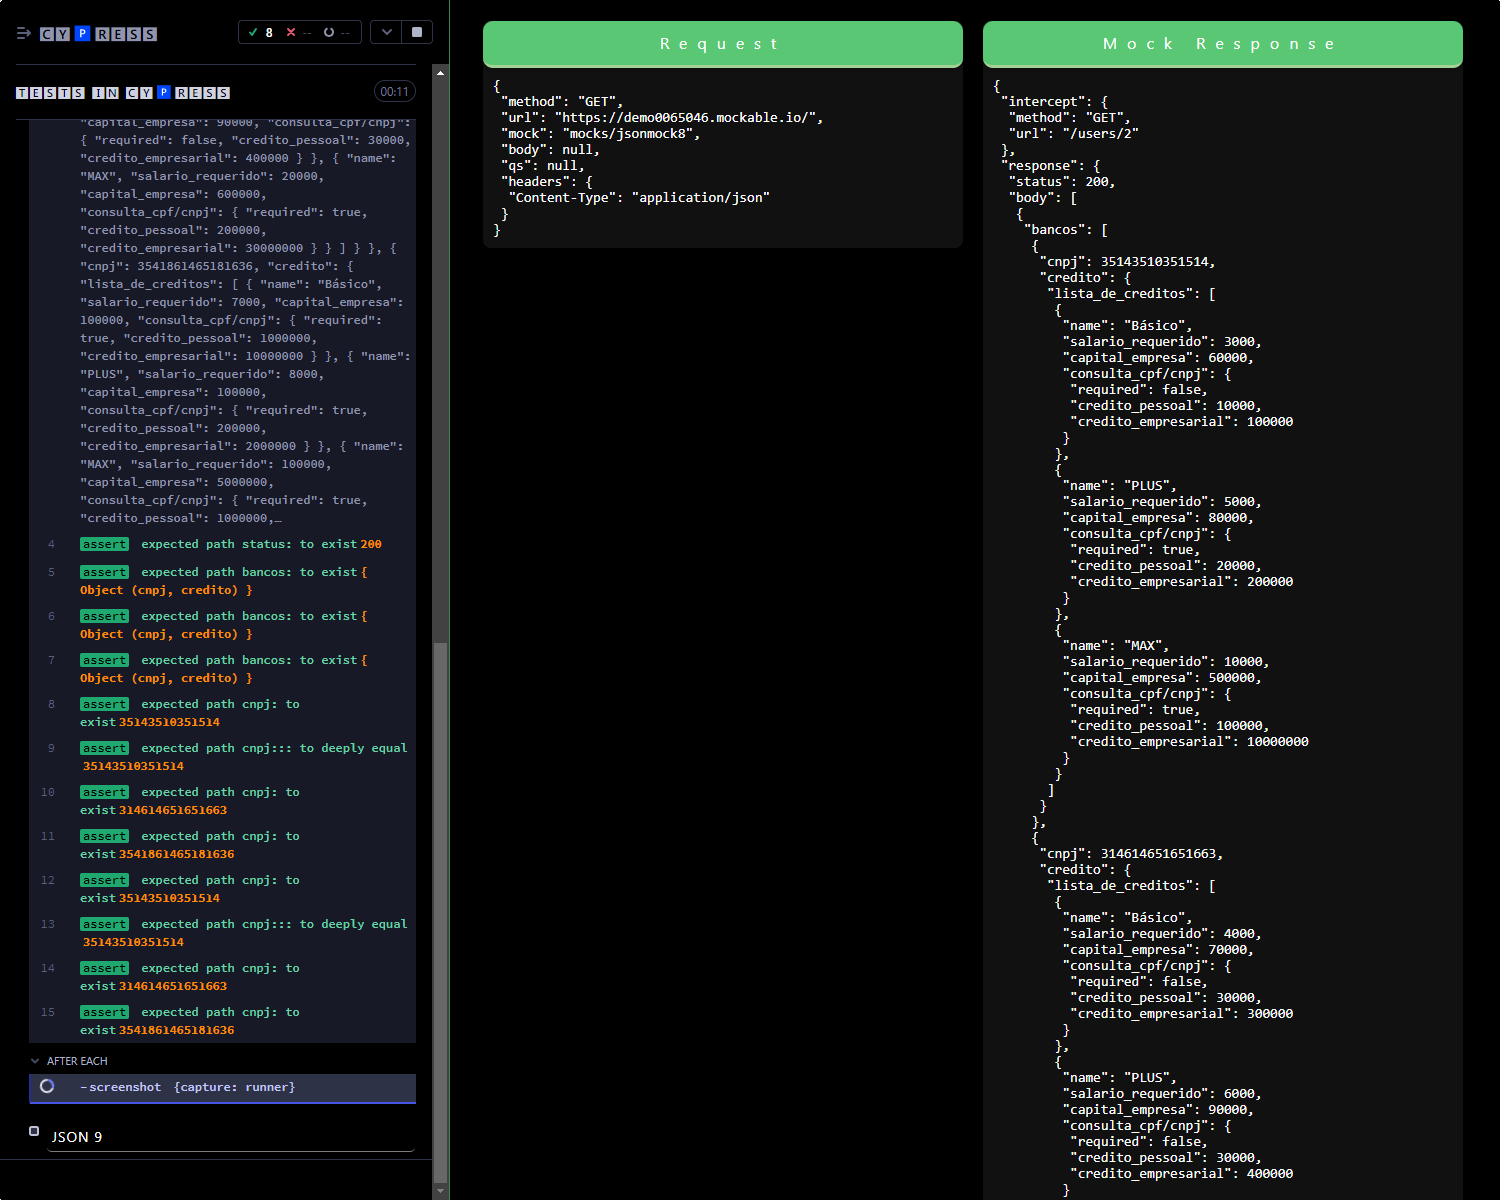 CYPRESS
8 -- --
TESTS IN CYPRESS
00:11
"capital_empresa": 90000, "consulta_cpf/cnpj":
{ "required": false, "credito_pessoal": 30000,
"credito_empresarial": 400000 } }, { "name":
"MAX", "salario_requerido": 20000,
"capital_empresa": 600000,
"consulta_cpf/cnpj": { "required": true,
"credito_pessoal": 200000,
"credito_empresarial": 30000000 } } ] } }, {
"cnpj": 3541861465181636, "credito": {
"lista_de_creditos": [ { "name": "Básico",
"salario_requerido": 7000, "capital_empresa":
100000, "consulta_cpf/cnpj": { "required":
true, "credito_pessoal": 1000000,
"credito_empresarial": 10000000 } }, { "name":
"PLUS", "salario_requerido": 8000,
"capital_empresa": 100000,
"consulta_cpf/cnpj": { "required": true,
"credito_pessoal": 200000,
"credito_empresarial": 2000000 } }, { "name":
"MAX", "salario_requerido": 100000,
"capital_empresa": 5000000,
"consulta_cpf/cnpj": { "required": true,
"credito_pessoal": 1000000,…
4 assert expected path status: to exist 200
5 assert expected path bancos: to exist {
Object (cnpj, credito) }
6 assert expected path bancos: to exist {
Object (cnpj, credito) }
7 assert expected path bancos: to exist {
Object (cnpj, credito) }
8 assert expected path cnpj: to
exist 35143510351514
9 assert expected path cnpj::: to deeply equal
35143510351514
10 assert expected path cnpj: to
exist 314614651651663
11 assert expected path cnpj: to
exist 3541861465181636
12 assert expected path cnpj: to
exist 35143510351514
13 assert expected path cnpj::: to deeply equal
35143510351514
14 assert expected path cnpj: to
exist 314614651651663
15 assert expected path cnpj: to
exist 3541861465181636
AFTER EACH
-screenshot {capture: runner}
JSON 9
Request
{
"method": "GET",
"url": "https://demo0065046.mockable.io/",
"mock": "mocks/jsonmock8",
"body": null,
"qs": null,
"headers": {
"Content-Type": "application/json"
}
}
Mock Response
{
"intercept": {
"method": "GET",
"url": "/users/2"
},
"response": {
"status": 200,
"body": [
{
"bancos": [
{
"cnpj": 35143510351514,
"credito": {
"lista_de_creditos": [
{
"name": "Básico",
"salario_requerido": 3000,
"capital_empresa": 60000,
"consulta_cpf/cnpj": {
"required": false,
"credito_pessoal": 10000,
"credito_empresarial": 100000
}
},
{
"name": "PLUS",
"salario_requerido": 5000,
"capital_empresa": 80000,
"consulta_cpf/cnpj": {
"required": true,
"credito_pessoal": 20000,
"credito_empresarial": 200000
}
},
{
"name": "MAX",
"salario_requerido": 10000,
"capital_empresa": 500000,
"consulta_cpf/cnpj": {
"required": true,
"credito_pessoal": 100000,
"credito_empresarial": 10000000
}
}
]
}
},
{
"cnpj": 314614651651663,
"credito": {
"lista_de_creditos": [
{
"name": "Básico",
"salario_requerido": 4000,
"capital_empresa": 70000,
"consulta_cpf/cnpj": {
"required": false,
"credito_pessoal": 30000,
"credito_empresarial": 300000
}
},
{
"name": "PLUS",
"salario_requerido": 6000,
"capital_empresa": 90000,
"consulta_cpf/cnpj": {
"required": false,
"credito_pessoal": 30000,
"credito_empresarial": 400000
}